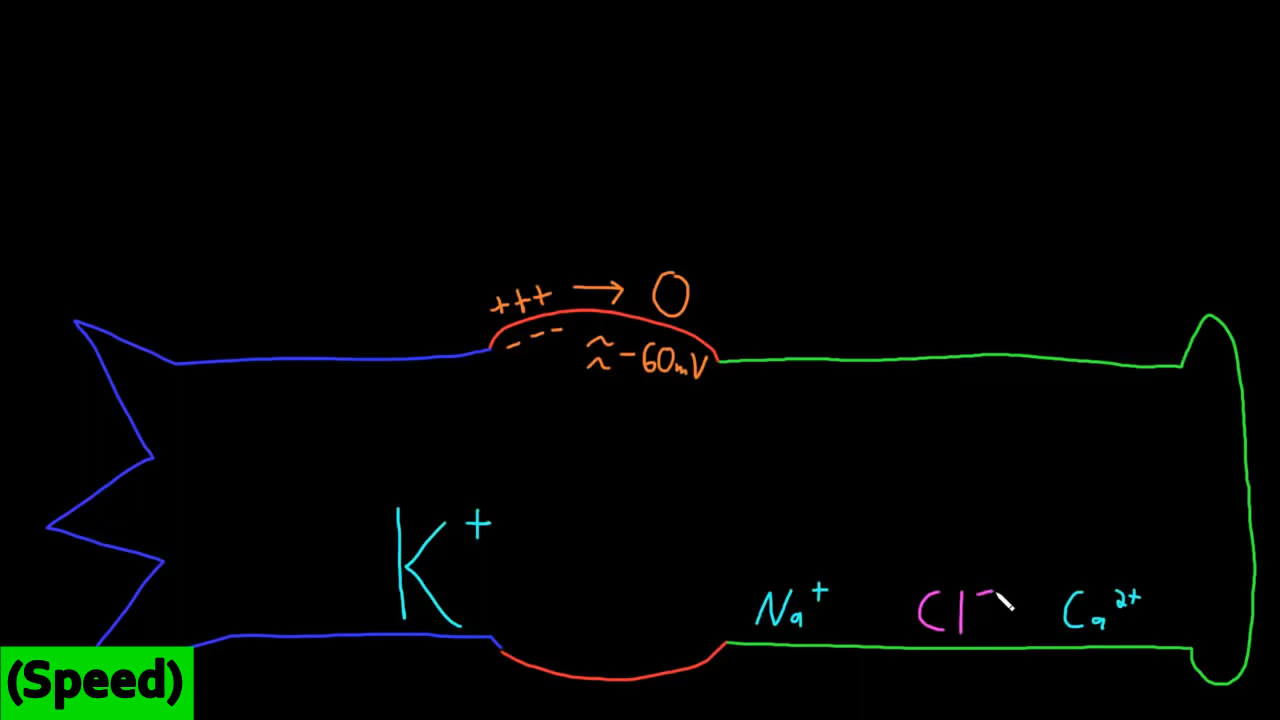 +++ → 0
--- ≈ -60mV
K+
Na+ Cl- Ca2+
(Speed)